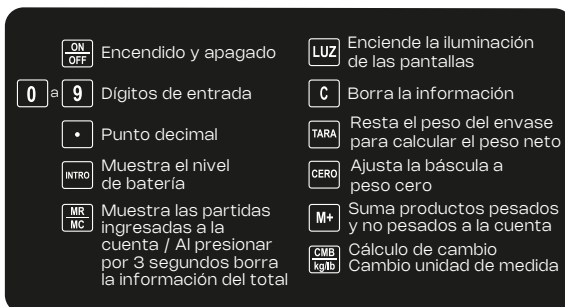 ON
OFF
Encendido y apagado
0 a 9 Dígitos de entrada
• Punto decimal
INTRO
Muestra el nivel
de batería
MR
MC
Muestra las partidas
ingresadas a la
cuenta / Al presionar
por 3 segundos borra
la información del total
LUZ
Enciende la iluminación
de las pantallas
C Borra la información
TARA
Resta el peso del envase
para calcular el peso neto
CERO
Ajusta la báscula a
peso cero
M+
Suma productos pesados
y no pesados a la cuenta
CMB
kg/lb
Cálculo de cambio
Cambio unidad de medida